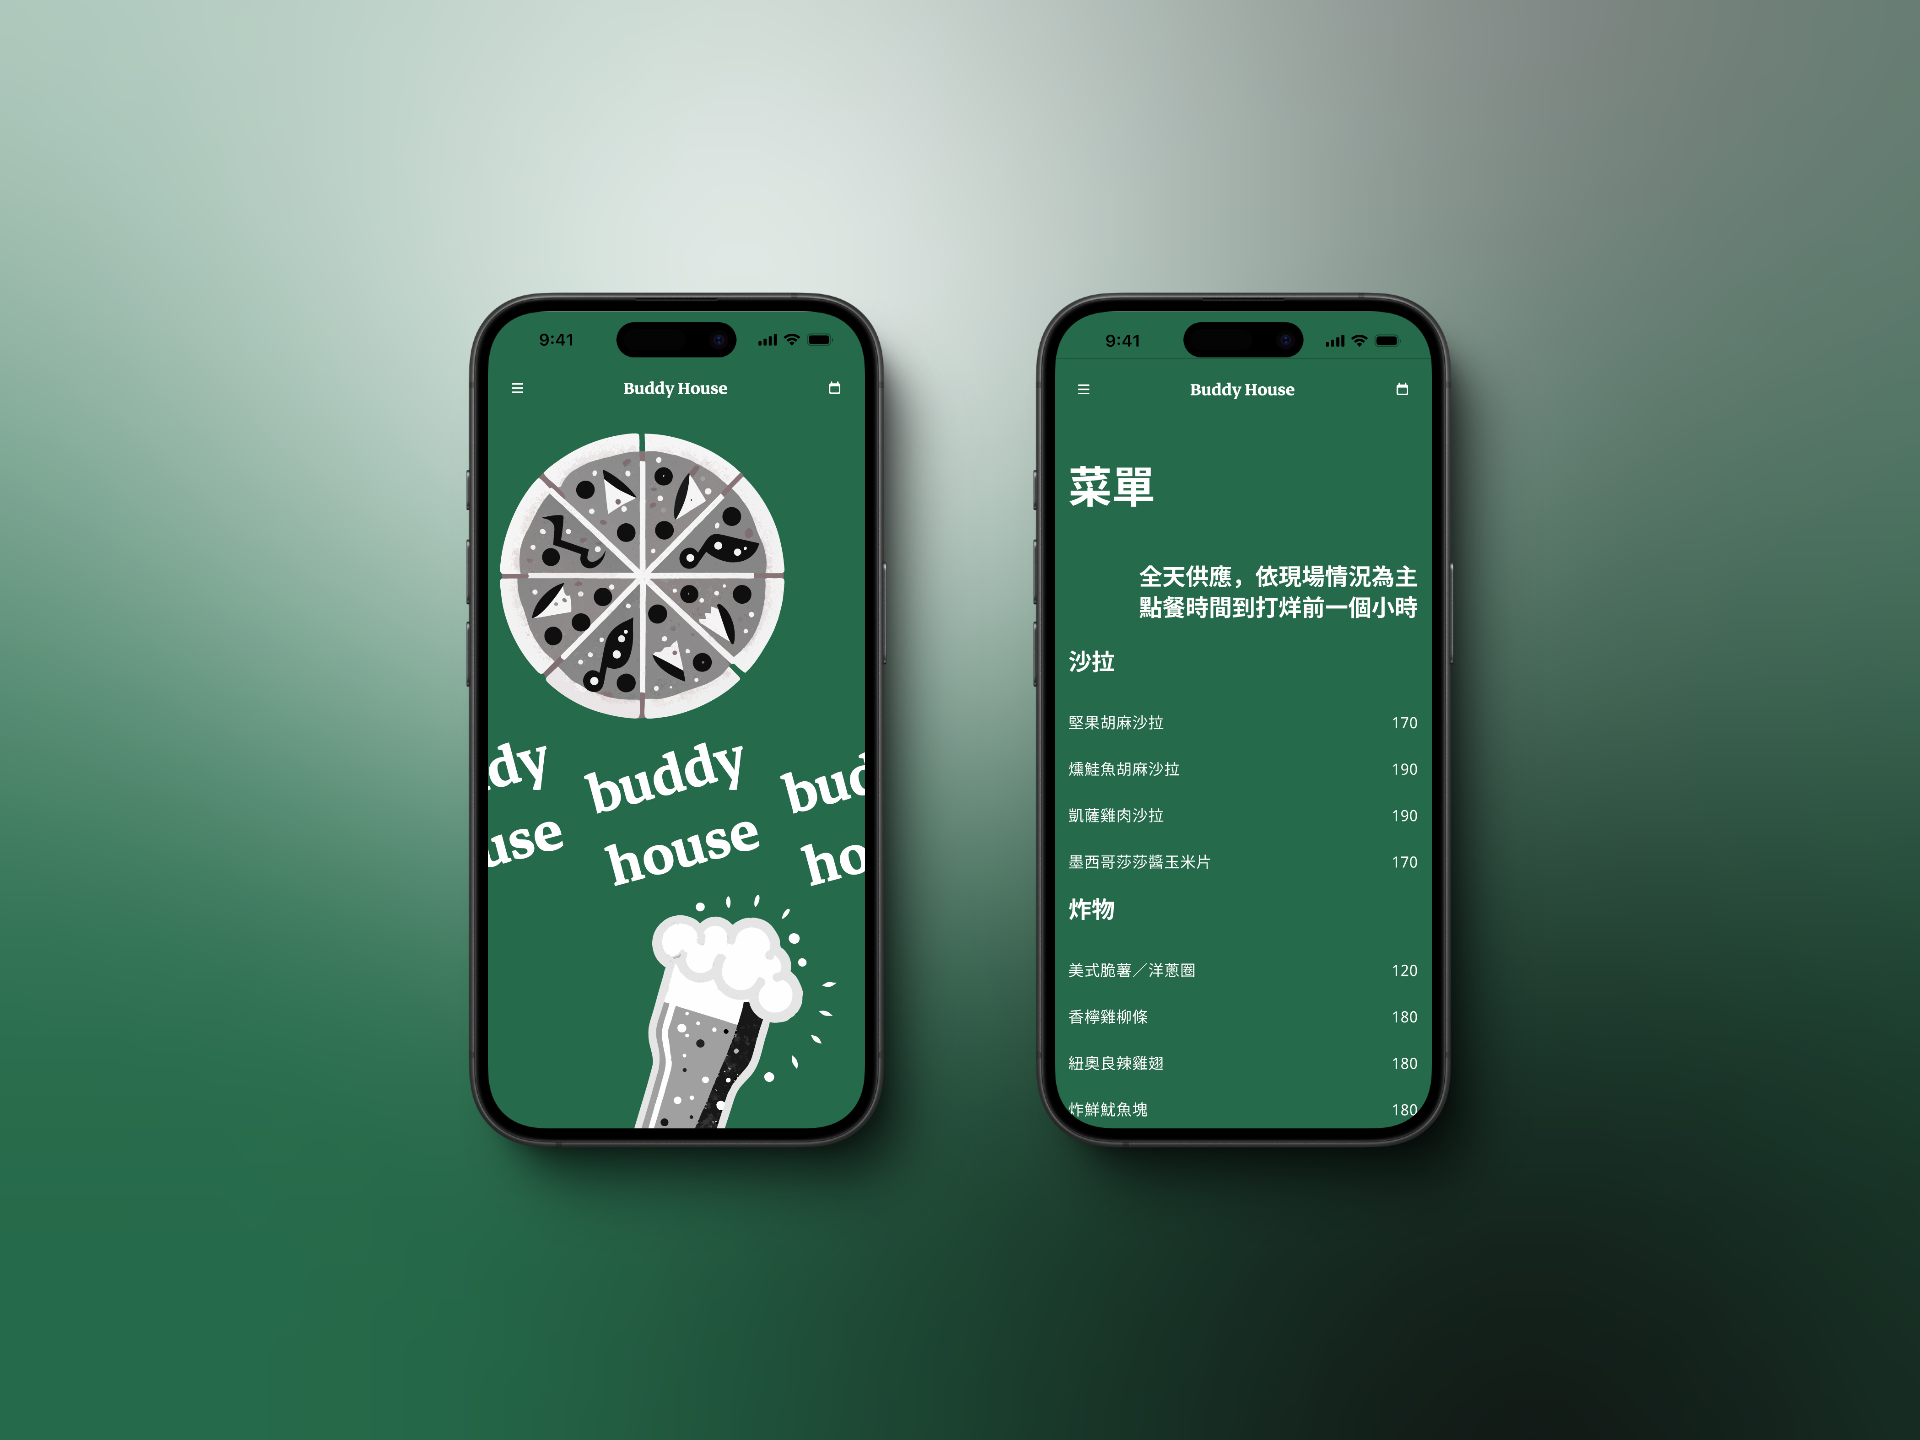 9:41
Buddy House
dy buddy bud
use house ho
9:41
Buddy House
菜單
全天供應，依現場情況為主
點餐時間到打烊前一個小時
沙拉
堅果胡麻沙拉 170
燻鮭魚胡麻沙拉 190
凱薩雞肉沙拉 190
墨西哥莎莎醬玉米片 170
炸物
美式脆薯／洋蔥圈 120
香檸雞柳條 180
紐奧良辣雞翅 180
炸鮮魷魚塊 180